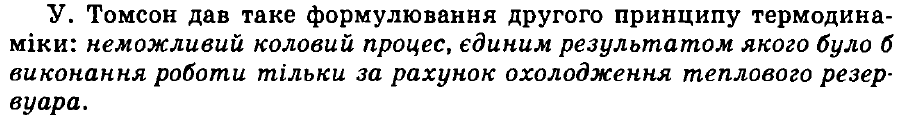 У. Томсон дав таке формулювання другого принципу термодина-
міки: неможливий коловий процес, єдиним результатом якого було б
виконання роботи тільки за рахунок охолодження теплового резер-
вуара.